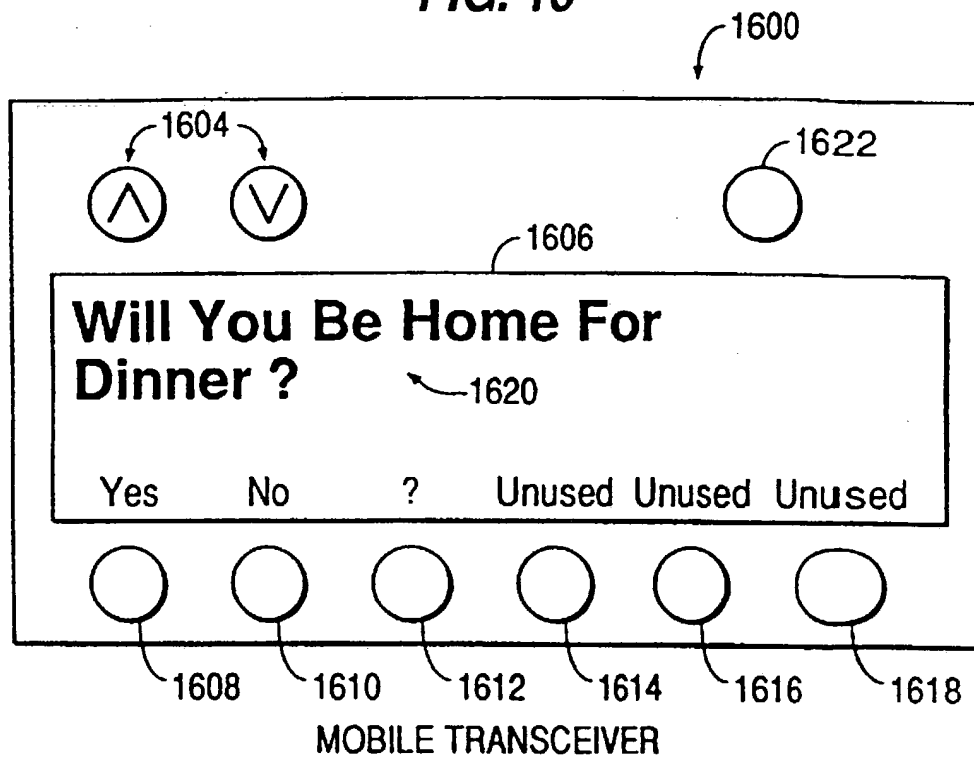 FIG.
1600
1604
1622
∧ ∨
1606
Will You Be Home For
Dinner ?
1620
Yes No ? Unused Unused Unused
1608 1610 1612 1614 1616 1618
MOBILE TRANSCEIVER